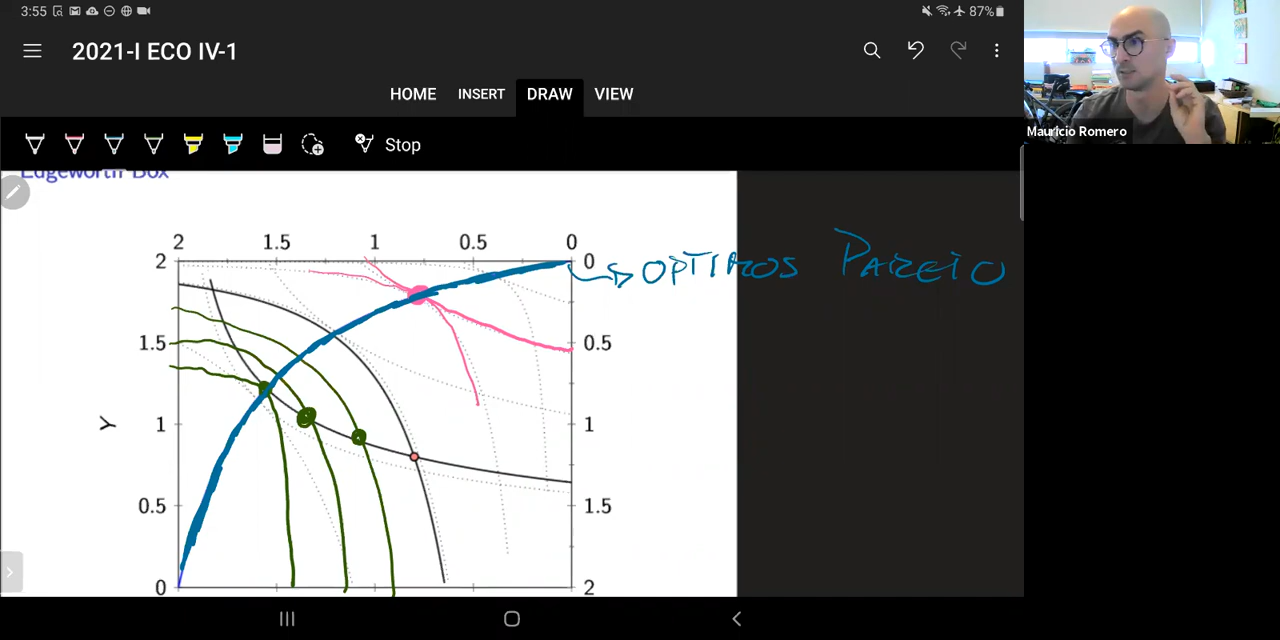 3:55 87%
2021-I ECO IV-1
HOME INSERT DRAW VIEW
Stop
Mauricio Romero
Edgeworth Box
2 1.5 1 0.5 0
2 0
OPTIMOS PARETO
1.5 0.5
Y 1 1
0.5 1.5
0 2